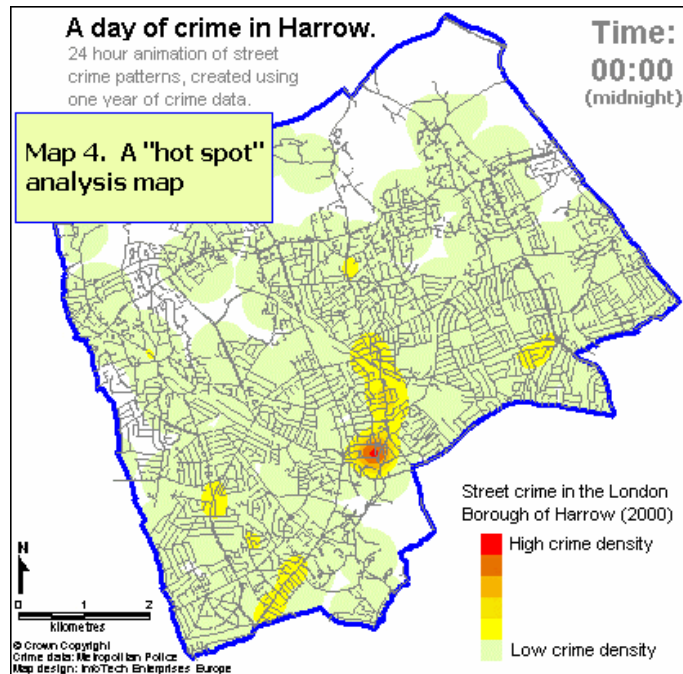 A day of crime in Harrow.
24 hour animation of street
crime patterns, created using
one year of crime data.
Time:
00:00
(midnight)
Map 4. A "hot spot"
analysis map
Street crime in the London
Borough of Harrow (2000)
High crime density
Low crime density
N
0 1 2
kilometres
© Crown Copyright
Crime data: Metropolitan Police
Map design: InfoTech Enterprises Europe